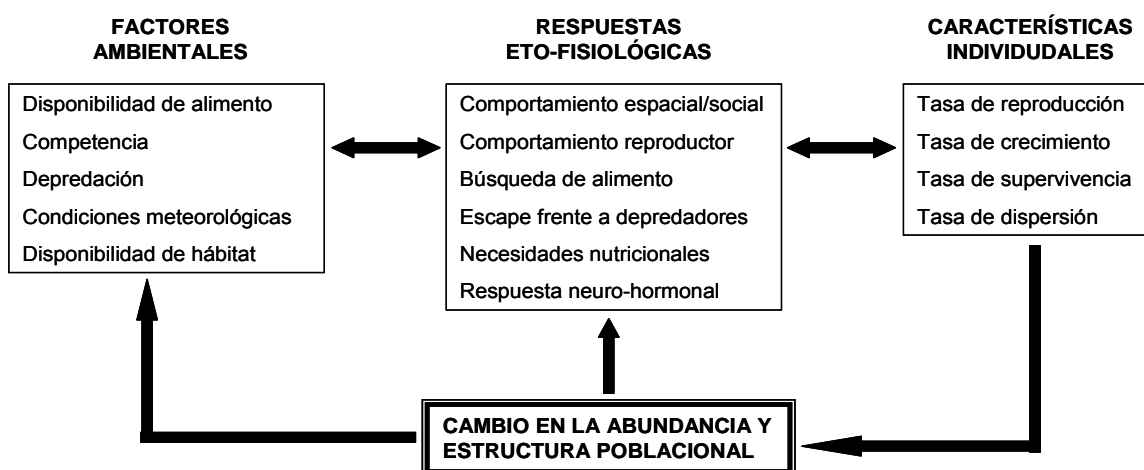 FACTORES
AMBIENTALES
Disponibilidad de alimento
Competencia
Depredación
Condiciones meteorológicas
Disponibilidad de hábitat
RESPUESTAS
ETO-FISIOLÓGICAS
Comportamiento espacial/social
Comportamiento reproductor
Búsqueda de alimento
Escape frente a depredadores
Necesidades nutricionales
Respuesta neuro-hormonal
CARACTERÍSTICAS
INDIVIDUDALES
Tasa de reproducción
Tasa de crecimiento
Tasa de supervivencia
Tasa de dispersión
CAMBIO EN LA ABUNDANCIA Y
ESTRUCTURA POBLACIONAL